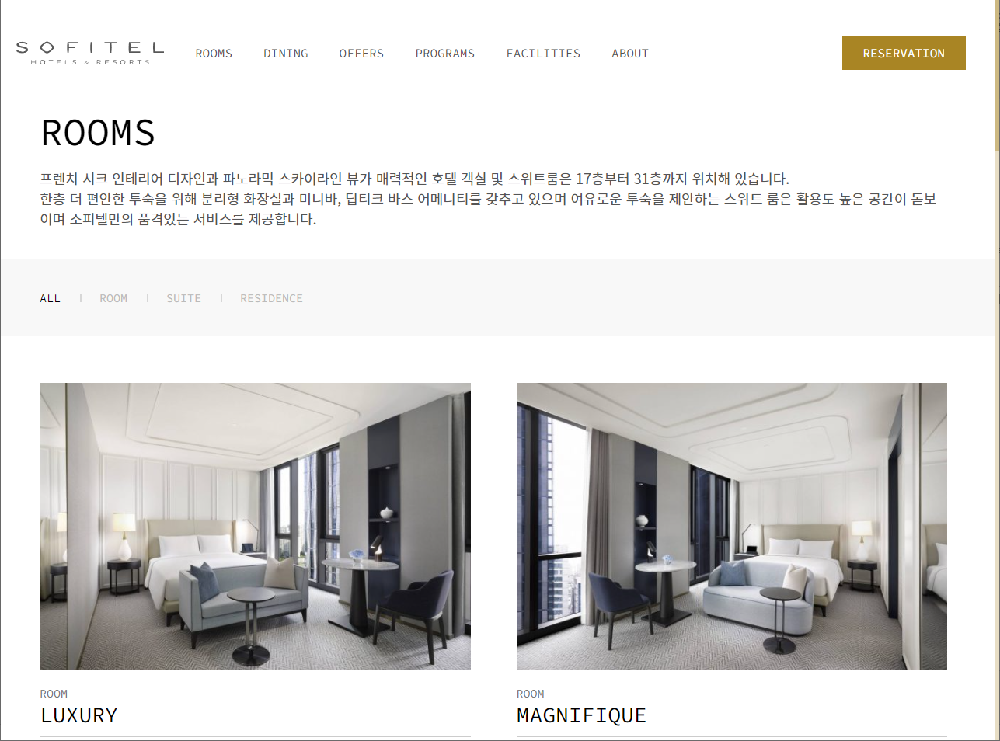 SOFITEL
HOTELS & RESORTS
ROOMS DINING OFFERS PROGRAMS FACILITIES ABOUT
RESERVATION
ROOMS
프렌치 시크 인테리어 디자인과 파노라믹 스카이라인 뷰가 매력적인 호텔 객실 및 스위트룸은 17층부터 31층까지 위치해 있습니다.
한층 더 편안한 투숙을 위해 분리형 화장실과 미니바, 딥티크 바스 어메니티를 갖추고 있으며 여유로운 투숙을 제안하는 스위트 룸은 활용도 높은 공간이 돋보
이며 소피텔만의 품격있는 서비스를 제공합니다.
ALL | ROOM | SUITE | RESIDENCE
ROOM
LUXURY
ROOM
MAGNIFIQUE